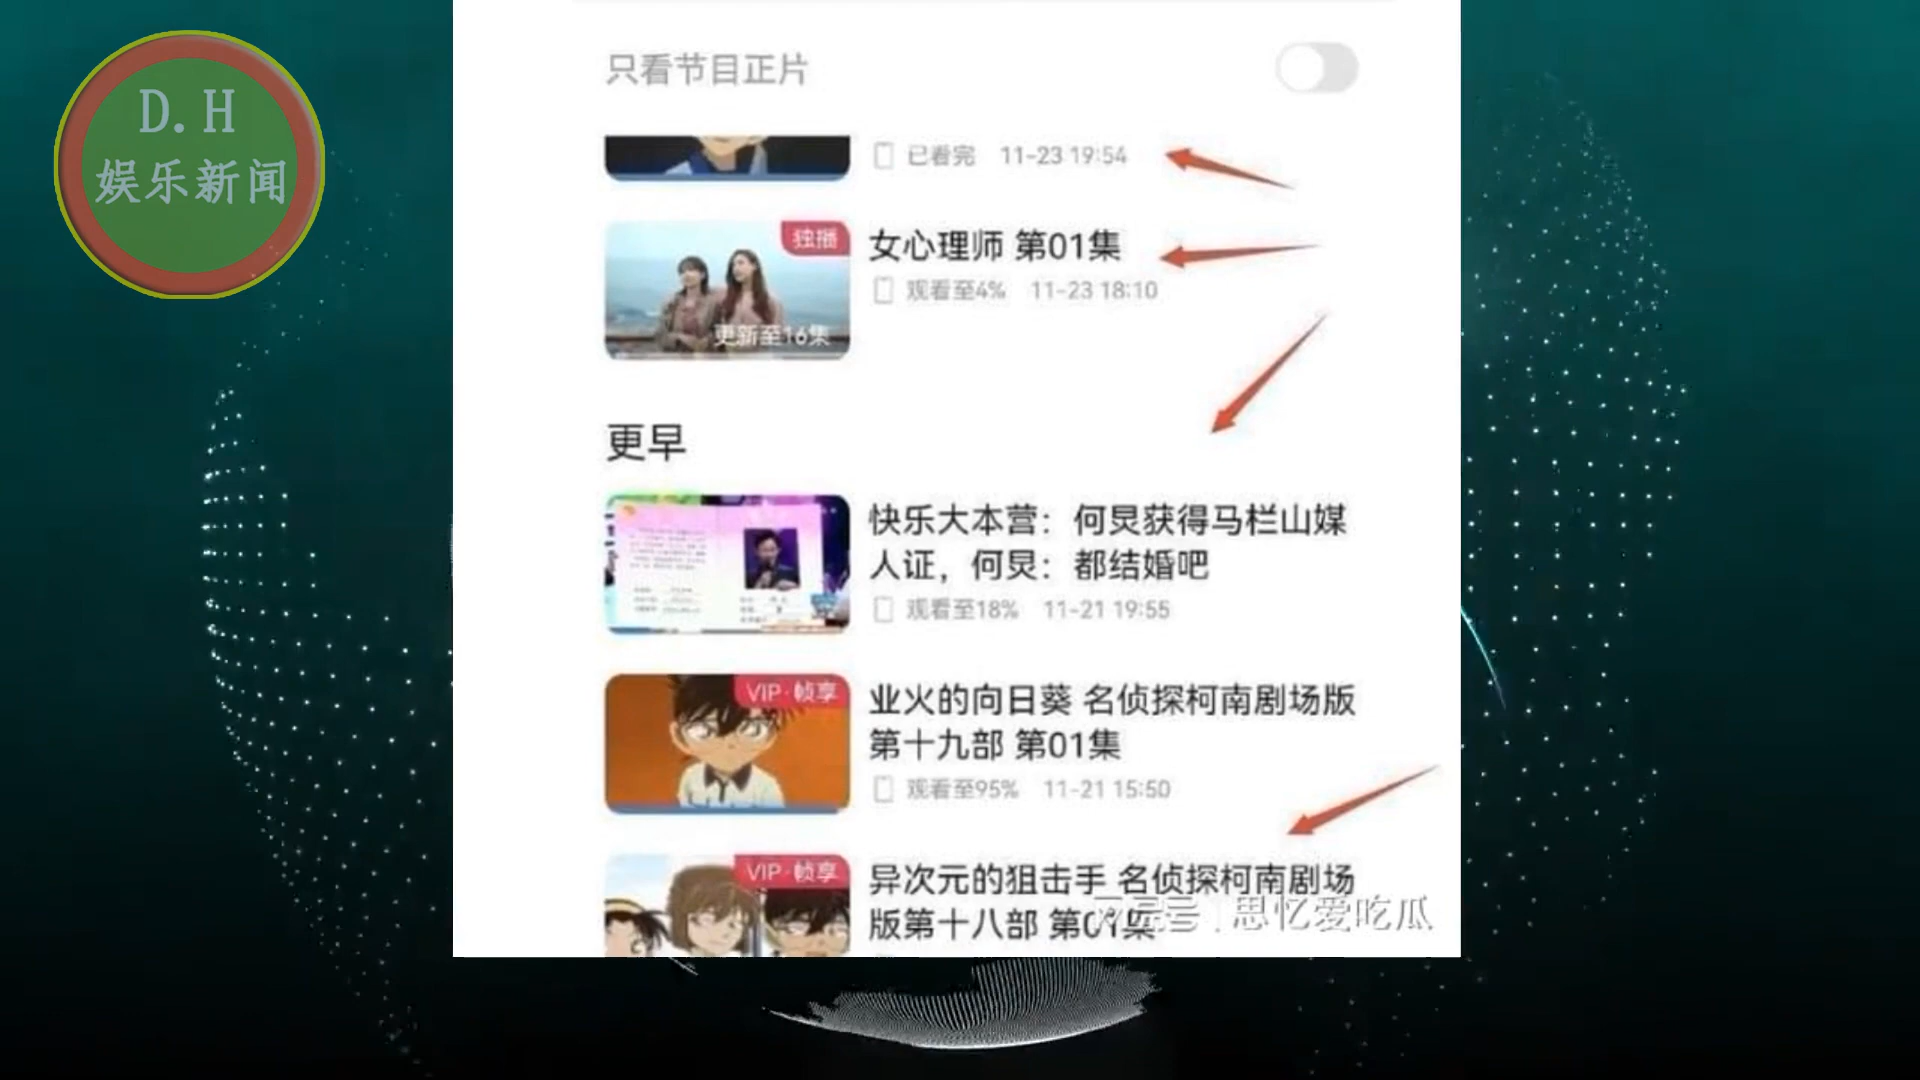 D.H
娱乐新闻
只看节目正片
已看完 11-23 19:54
独播
更新至16集
女心理师 第01集
观看至4% 11-23 18:10
更早
快乐大本营：何炅获得马栏山媒
人证，何炅：都结婚吧
观看至18% 11-21 19:55
VIP·帧享
业火的向日葵 名侦探柯南剧场版
第十九部 第01集
观看至95% 11-21 15:50
VIP·帧享
异次元的狙击手 名侦探柯南剧场
版第十八部 第01集
思忆爱吃瓜